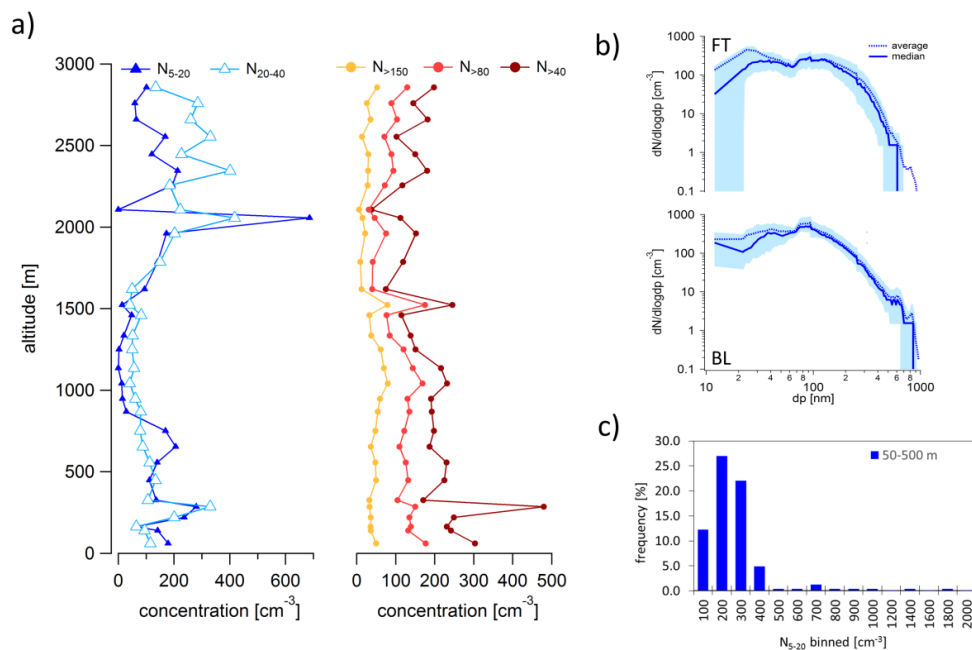 a)
N5-20 N20-40 N>150 N>80 N>40
3000
2500
2000
1500
1000
500
0
altitude [m]
0 200 400 600
concentration [cm-3]
0 100 200 300 400 500
concentration [cm-3]
b)
FT
average
median
1000
100
10
1
0.1
dN/dlogdp [cm-3]
1000
100
10
1
0.1
dN/dlogdp [cm-3]
BL
10 2 4 6 8 100 2 4 6 8 1000
dp [nm]
c)
50-500 m
30.0
25.0
20.0
15.0
10.0
5.0
0.0
frequency [%]
100 200 300 400 500 600 700 800 900 1000 1200 1400 1600 1800 2000
N5-20 binned [cm-3]